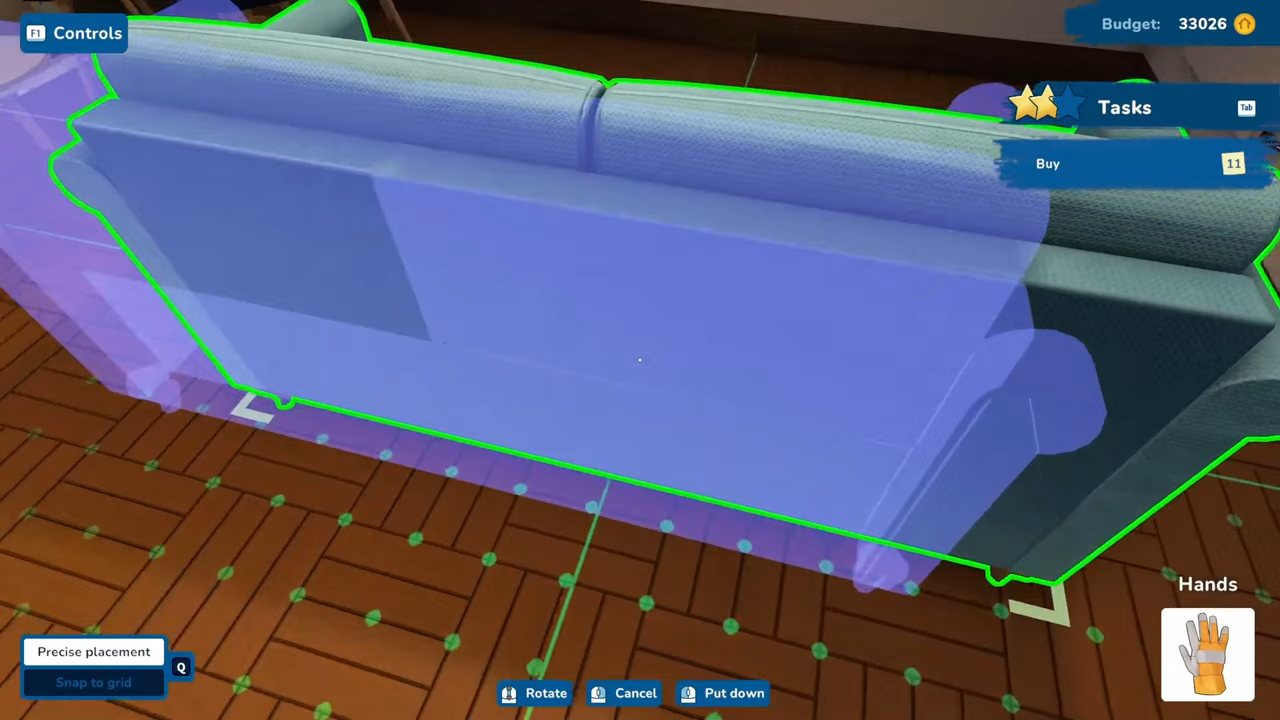 F1 Controls
Budget: 33026
Tasks Tab
Buy 11
Hands
Precise placement
Snap to grid
Q
Rotate Cancel Put down